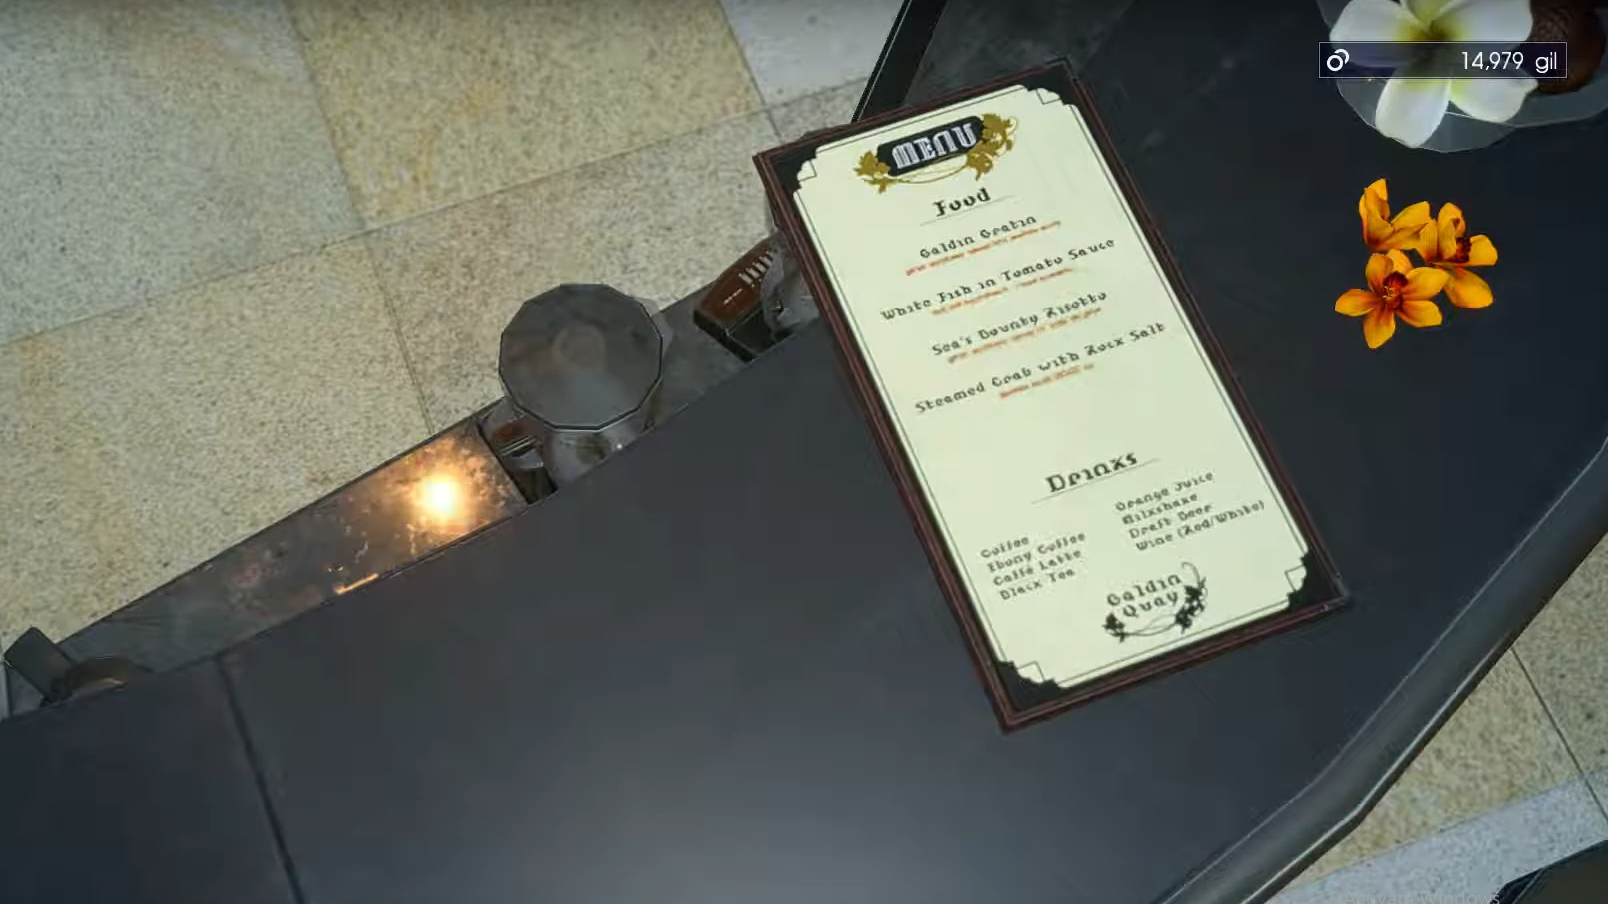 14,979 gil
MENU
Food
Galdin Gratin
White Fish in Tomato Sauce
Sea's Bounty Risotto
Steamed Crab with Rock Salt
Drinks
Coffee
Ebony Coffee
Caffé Latte
Black Tea
Orange Juice
Milkshake
Draft Beer
Wine (Red/White)
Galdin
Quay